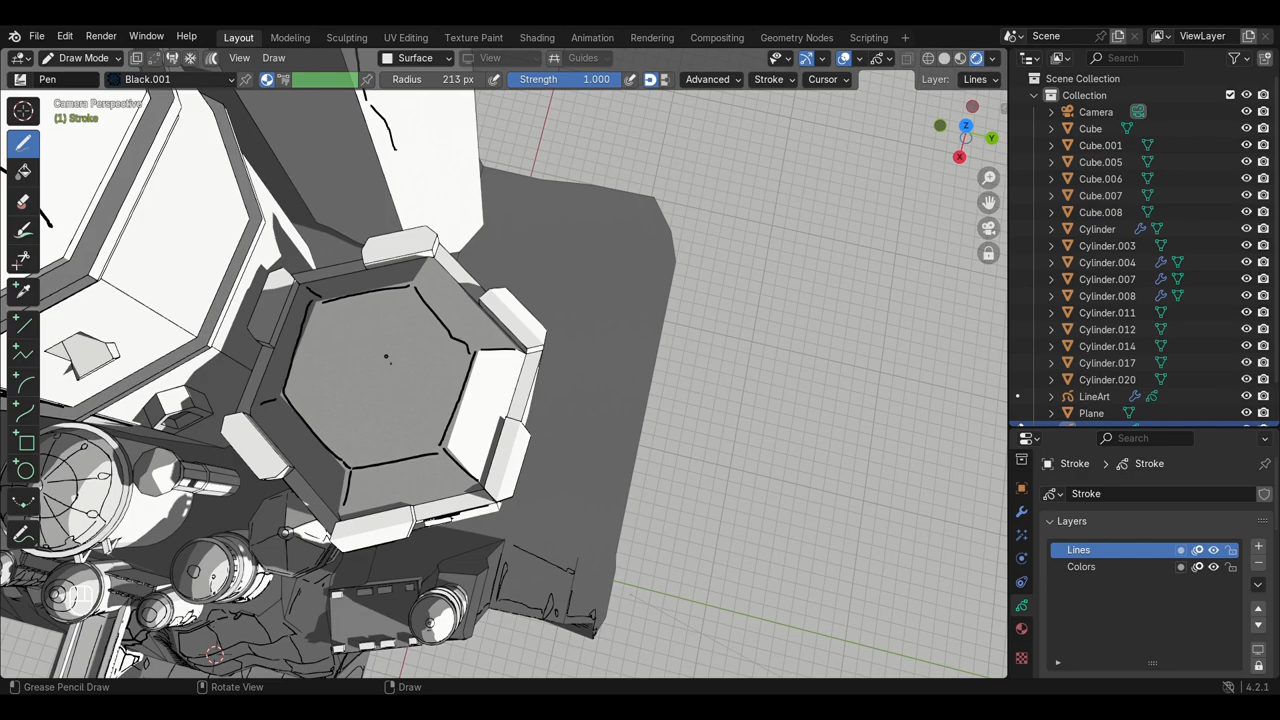 File Edit Render Window Help Layout Modeling Sculpting UV Editing Texture Paint Shading Animation Rendering Compositing Geometry Nodes Scripting + Scene ViewLayer
Draw Mode View Draw Surface View Guides Search
Pen Black.001 Radius 213 px Strength 1.000 Advanced Stroke Cursor Layer: Lines
Scene Collection
Collection
Camera Perspective
(1) Stroke
Z
Y
X
Camera
Cube
Cube.001
Cube.005
Cube.006
Cube.007
Cube.008
Cylinder
Cylinder.003
Cylinder.004
Cylinder.007
Cylinder.008
Cylinder.011
Cylinder.012
Cylinder.014
Cylinder.017
Cylinder.020
LineArt
Plane
Search
Stroke > Stroke
Stroke
Layers
Lines
Colors
Grease Pencil Draw Rotate View Draw 4.2.1